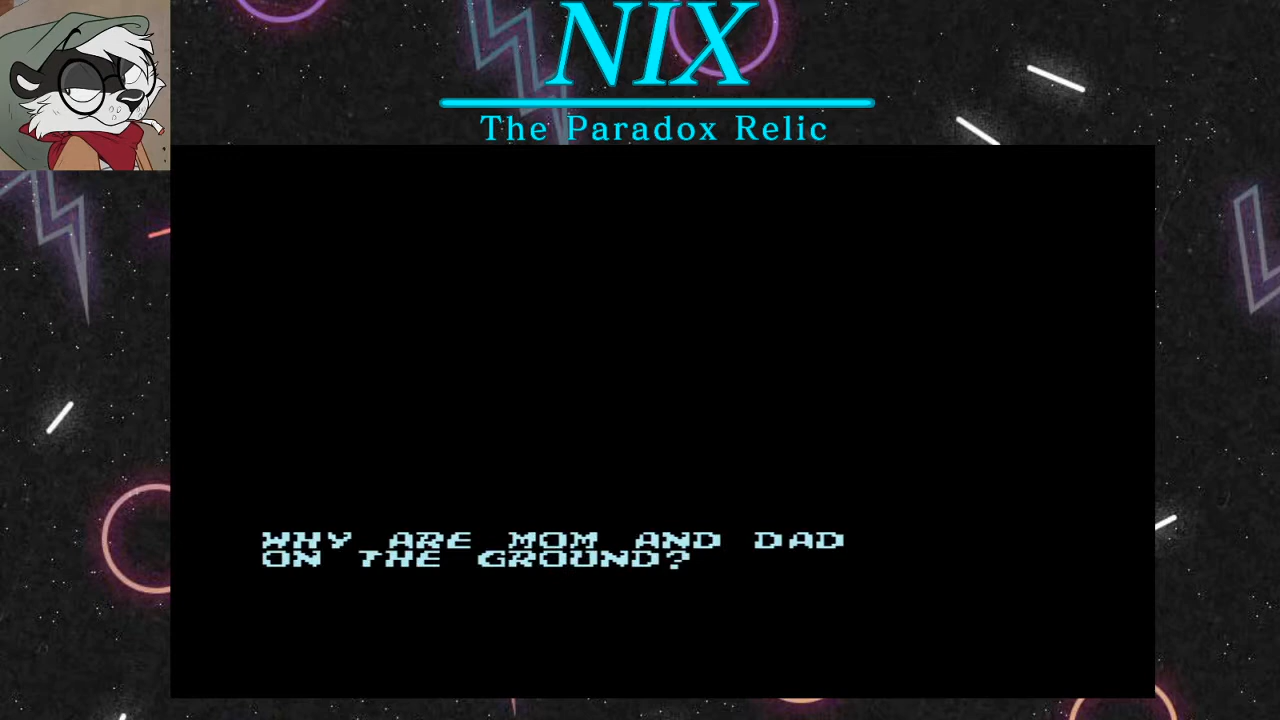 NIX
The Paradox Relic
WHY ARE MOM AND DAD
ON THE GROUND?